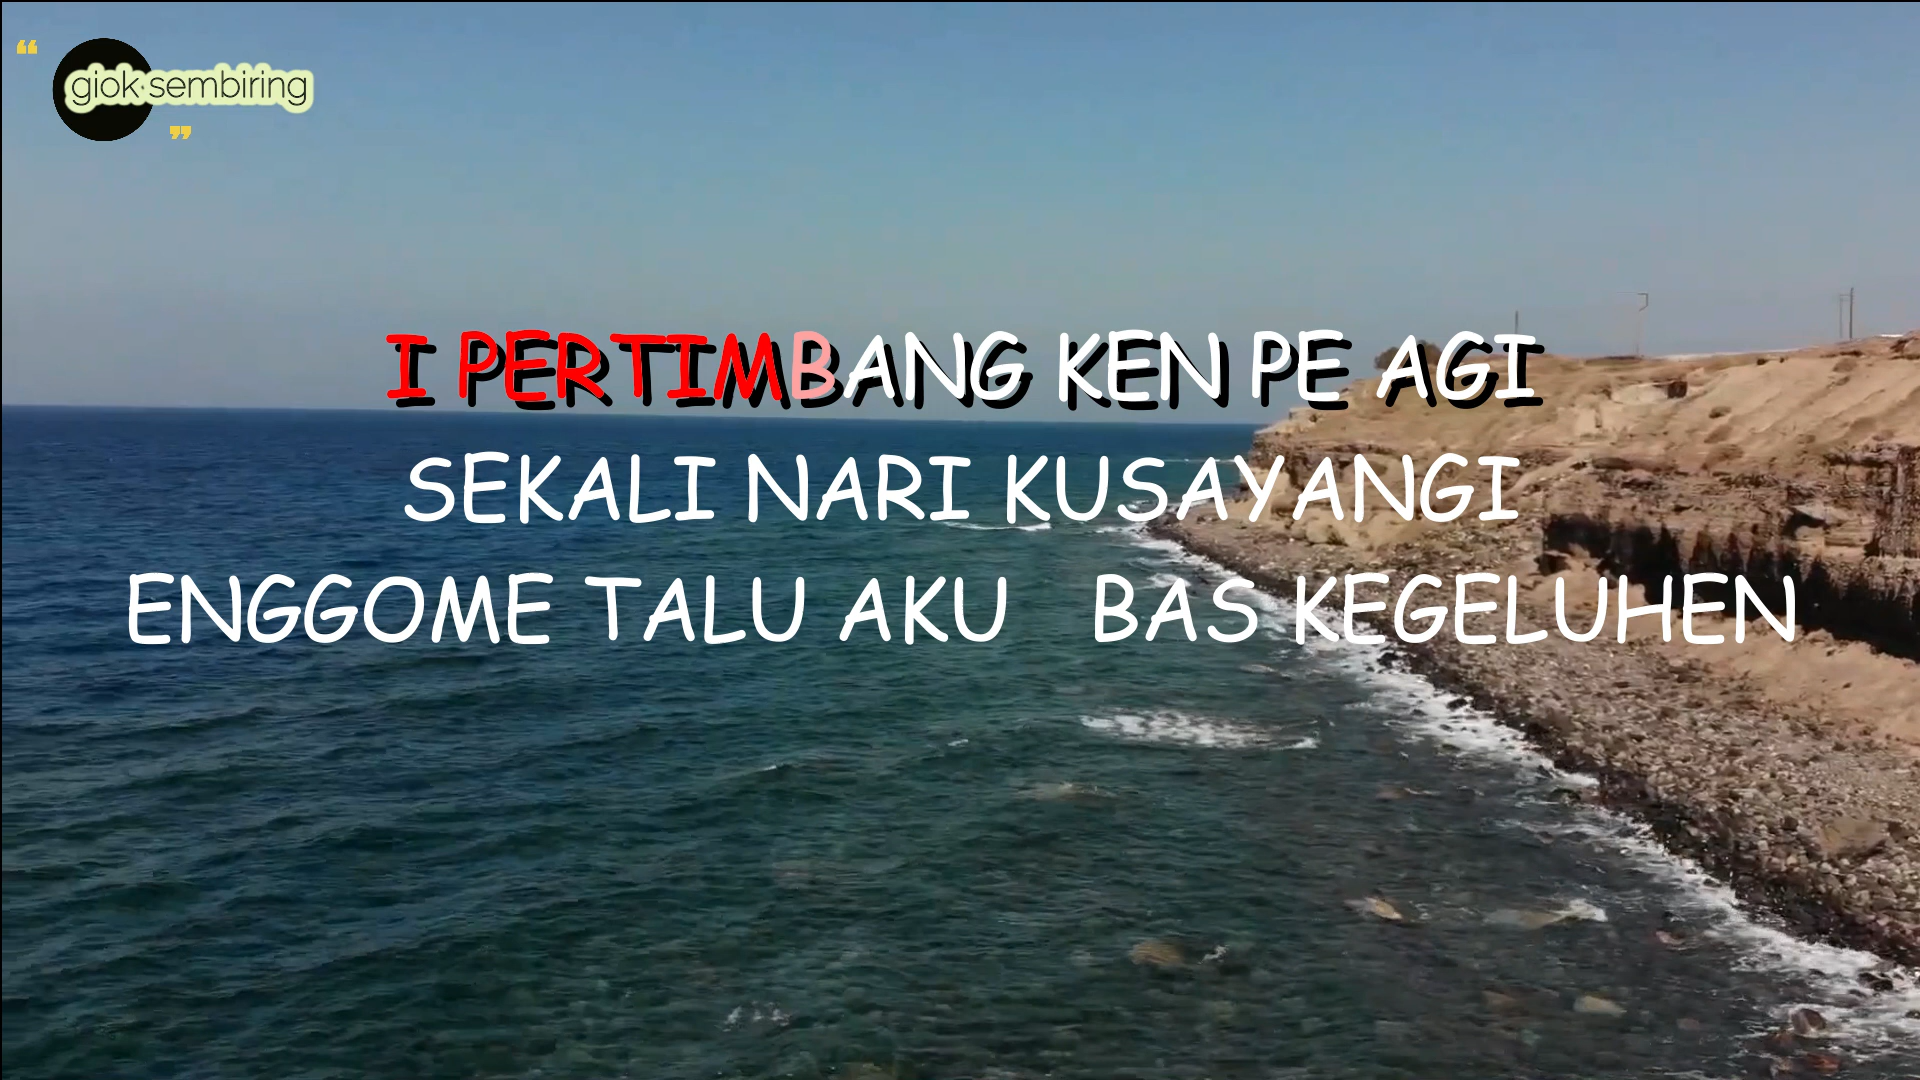 “
giok sembiring
”
I PERTIMBANG KEN PE AGI
SEKALI NARI KUSAYANGI
ENGGOME TALU AKU BAS KEGELUHEN